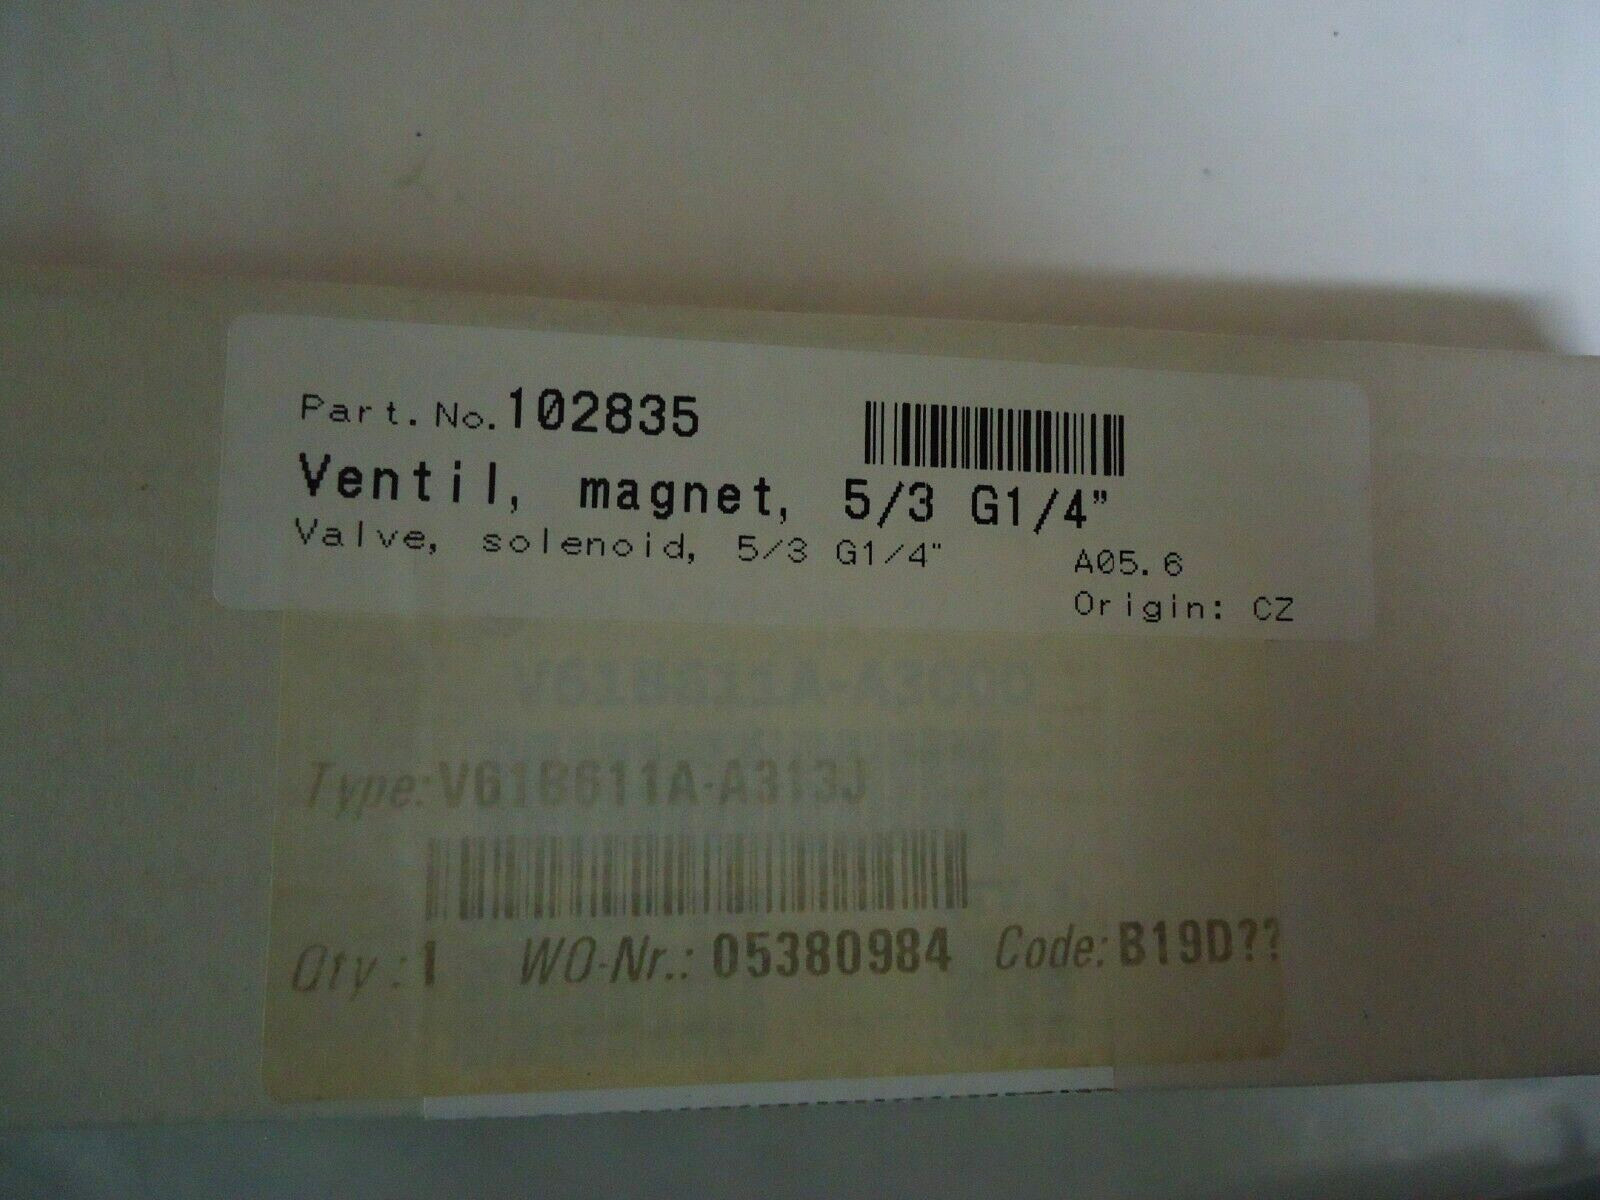 Part.No.102835
Ventil, magnet, 5/3 G1/4"
Valve, solenoid, 5/3 G1/4"
A05.6
Origin: CZ
Type:V61B611A-A313J
Qty:1 WO-Nr.: 05380984 Code:B19D??